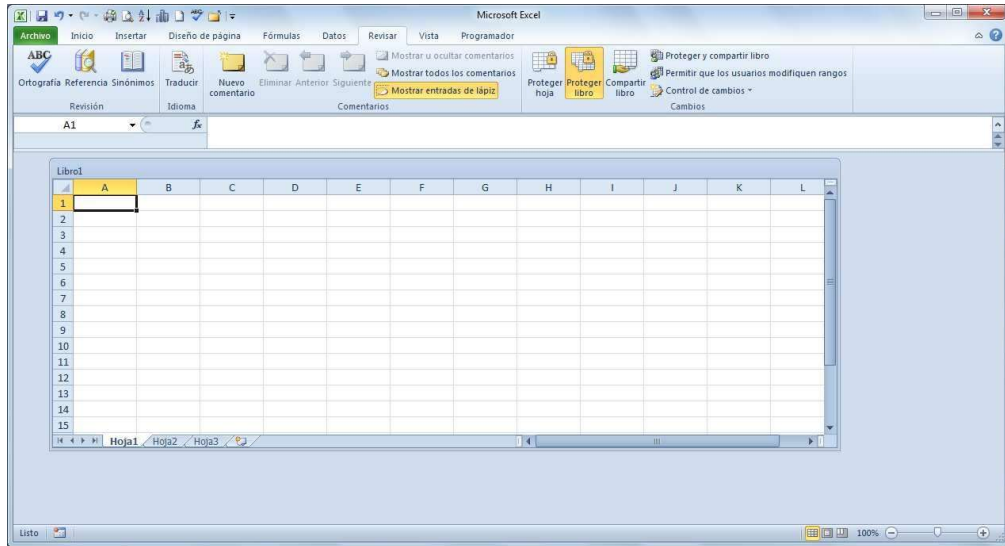 Microsoft Excel
Archivo Inicio Insertar Diseño de página Fórmulas Datos Revisar Vista Programador
ABC
Ortografía Referencia Sinónimos
Revisión
Traducir
Idioma
Nuevo comentario
Eliminar Anterior Siguiente
Mostrar u ocultar comentarios
Mostrar todos los comentarios
Mostrar entradas de lápiz
Comentarios
Proteger hoja
Proteger libro
Compartir libro
Proteger y compartir libro
Permitir que los usuarios modifiquen rangos
Control de cambios
Cambios
A1 fx
Libro1
A B C D E F G H I J K L
1
2
3
4
5
6
7
8
9
10
11
12
13
14
15
Hoja1 Hoja2 Hoja3
Listo 100%